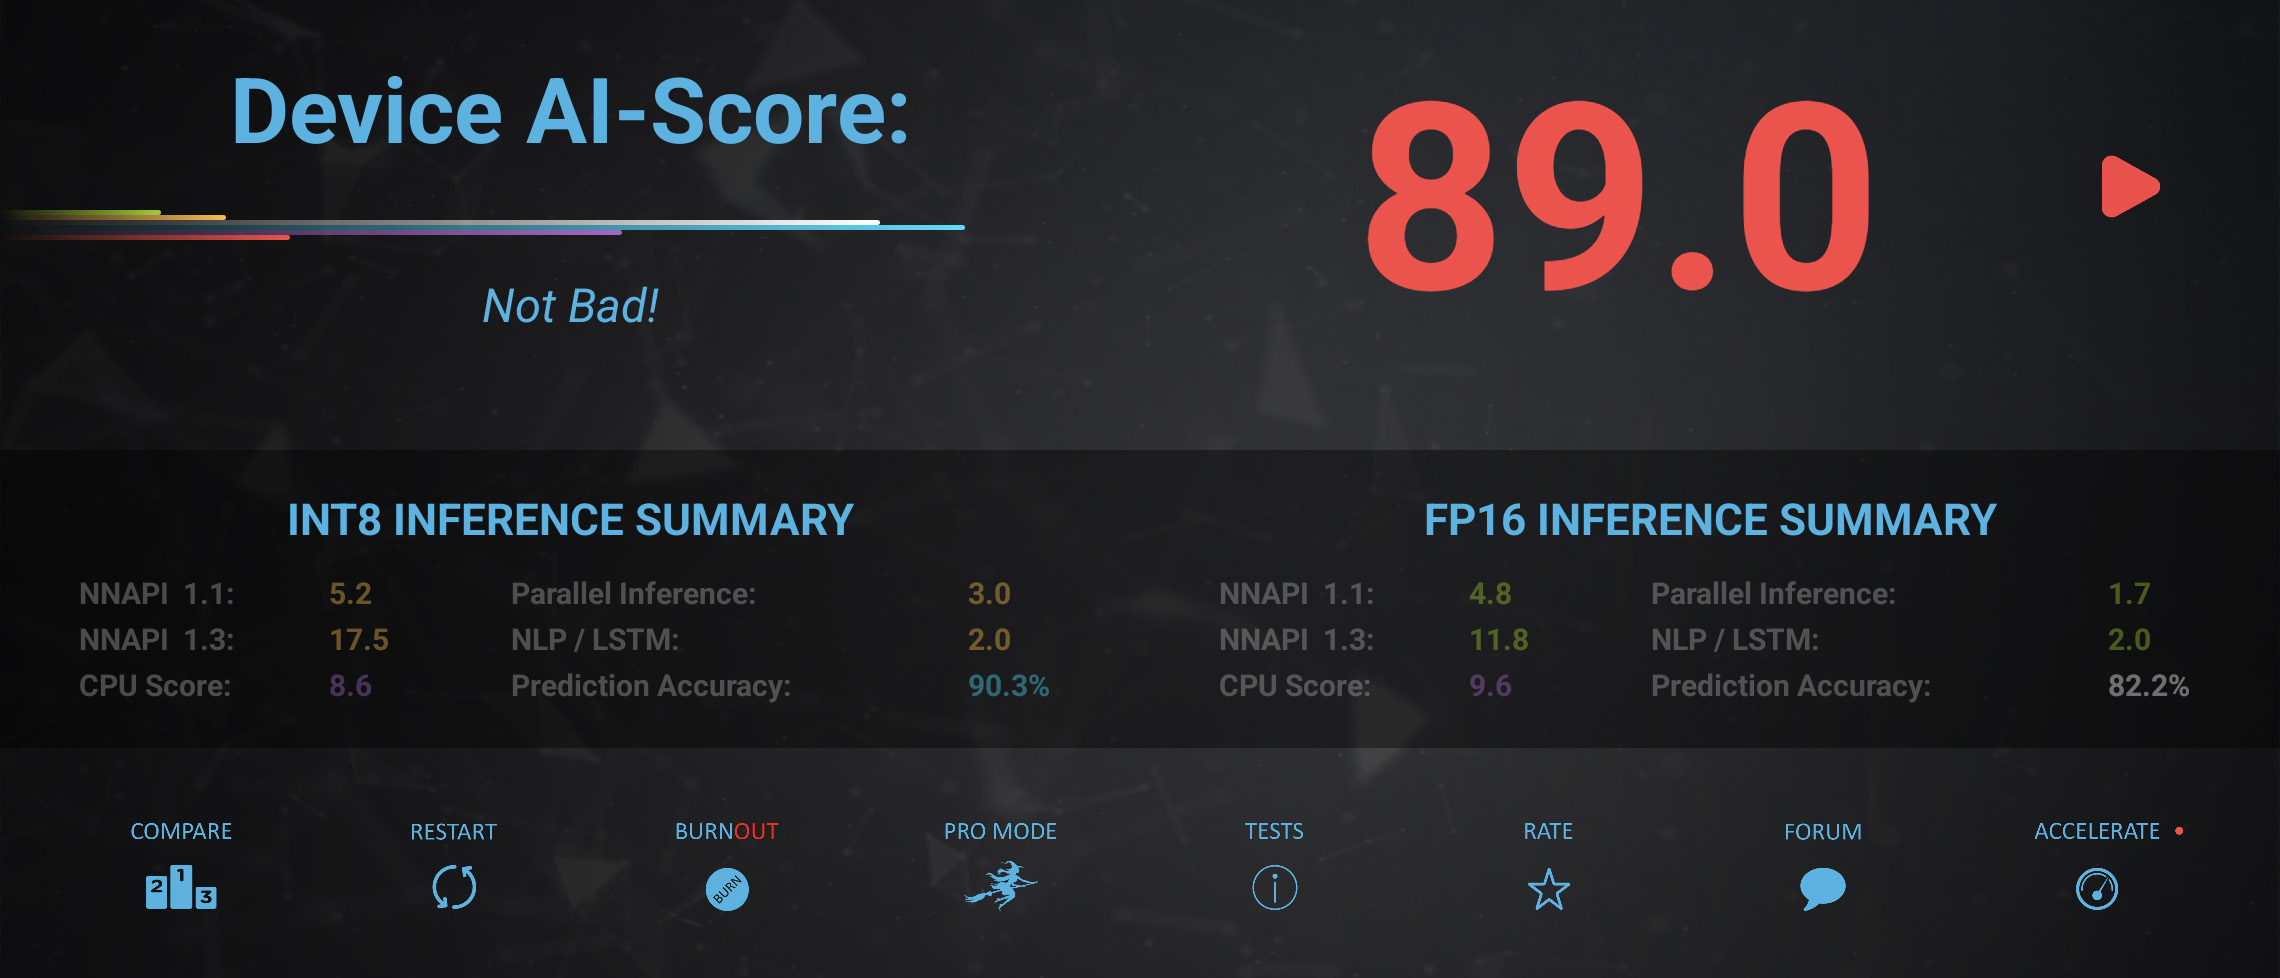 Device AI-Score:
89.0
Not Bad!
INT8 INFERENCE SUMMARY
NNAPI 1.1: 5.2 Parallel Inference: 3.0
NNAPI 1.3: 17.5 NLP / LSTM: 2.0
CPU Score: 8.6 Prediction Accuracy: 90.3%
FP16 INFERENCE SUMMARY
NNAPI 1.1: 4.8 Parallel Inference: 1.7
NNAPI 1.3: 11.8 NLP / LSTM: 2.0
CPU Score: 9.6 Prediction Accuracy: 82.2%
COMPARE RESTART BURNOUT PRO MODE TESTS RATE FORUM ACCELERATE
2 1 3
BURN